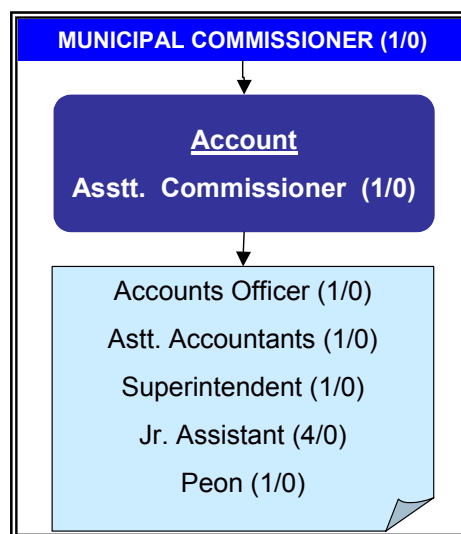 MUNICIPAL COMMISSIONER (1/0)
Account
Asstt. Commissioner (1/0)
Accounts Officer (1/0)
Astt. Accountants (1/0)
Superintendent (1/0)
Jr. Assistant (4/0)
Peon (1/0)